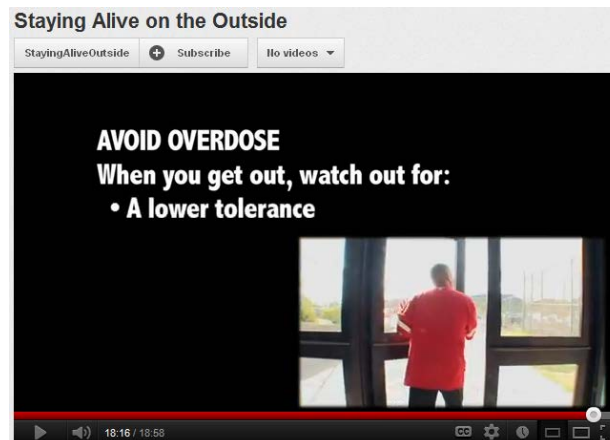 Staying Alive on the Outside
StayingAliveOutside Subscribe No videos
AVOID OVERDOSE
When you get out, watch out for:
• A lower tolerance
18:16 / 18:58
CC